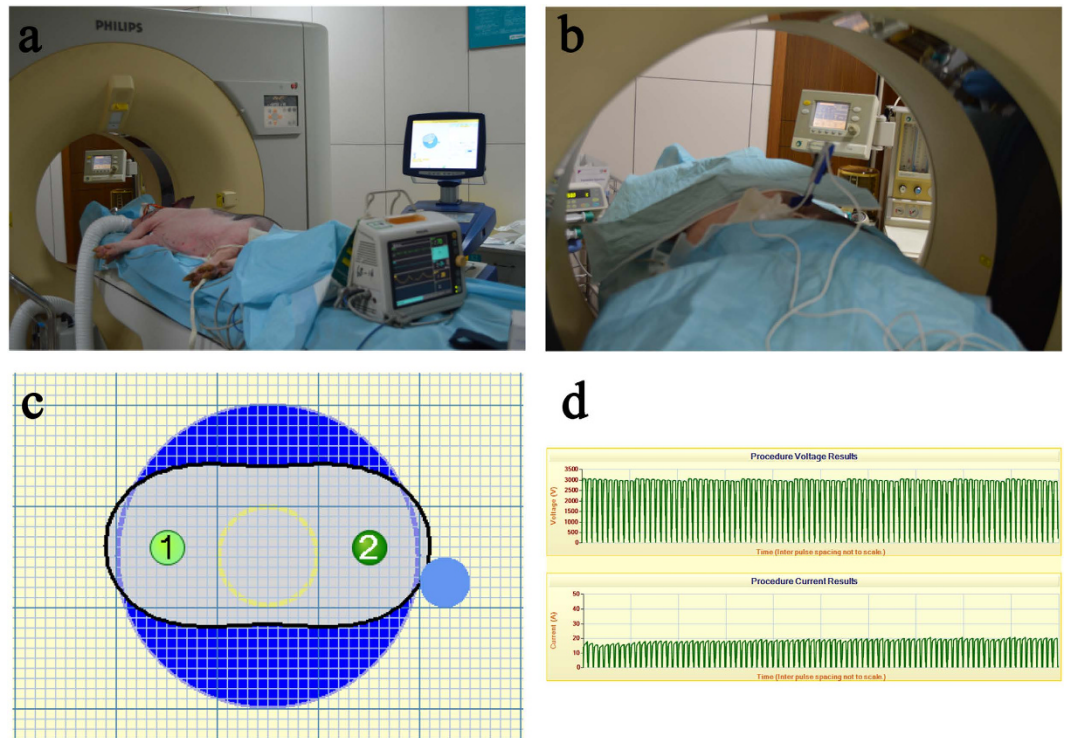 a
PHILIPS
b
c
1
2
d
Procedure Voltage Results
Voltage (V)
3500
3000
2500
2000
1500
1000
500
0
Time (Inter pulse spacing not to scale.)
Procedure Current Results
Current (A)
50
40
30
20
10
0
Time (Inter pulse spacing not to scale.)